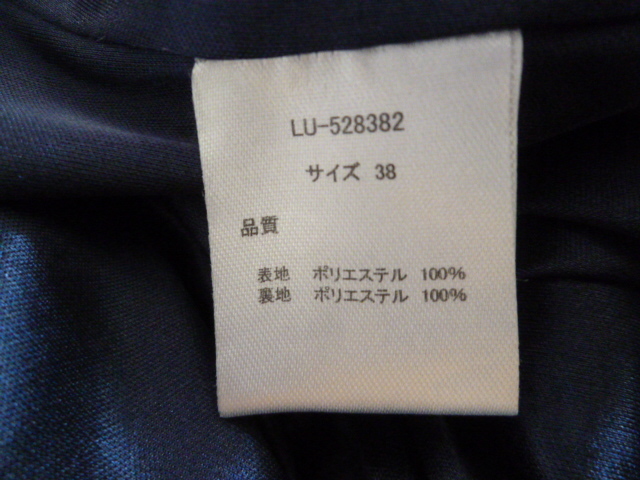 LU-528382
サイズ 38
品質
表地 ポリエステル 100%
裏地 ポリエステル 100%